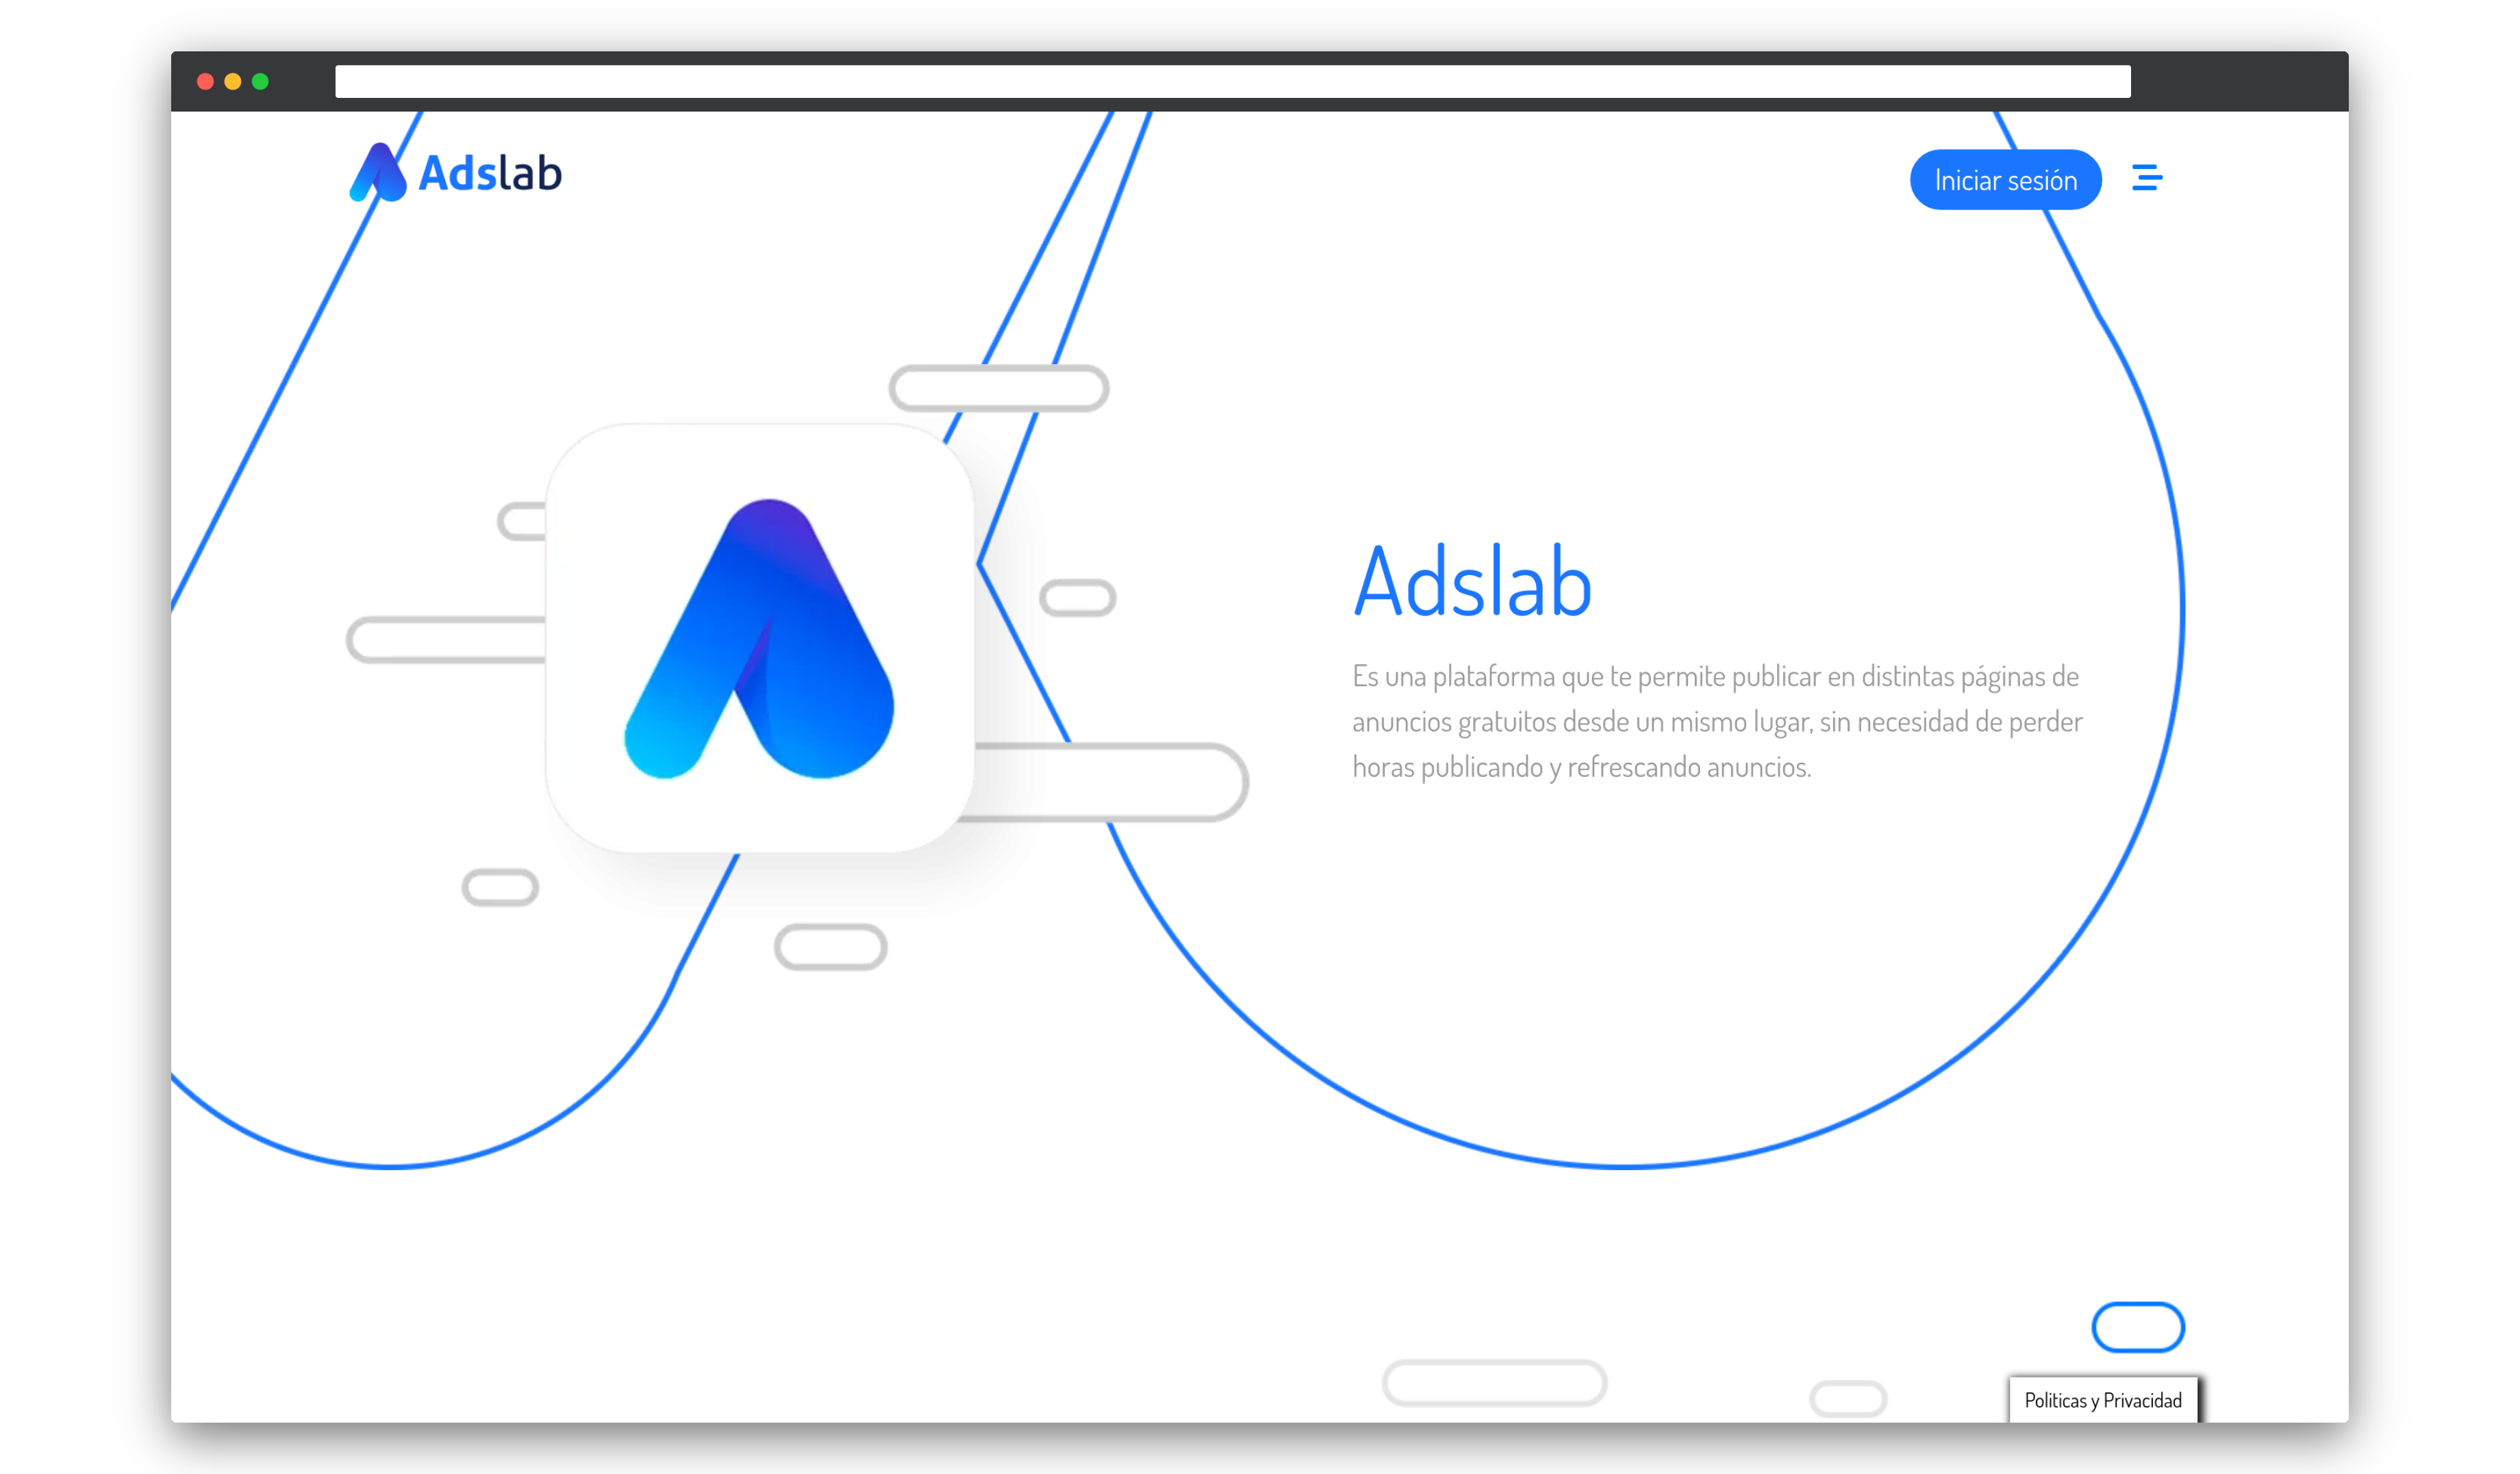 Adslab
Iniciar sesión
Adslab
Es una plataforma que te permite publicar en distintas páginas de
anuncios gratuitos desde un mismo lugar, sin necesidad de perder
horas publicando y refrescando anuncios.
Politicas y Privacidad